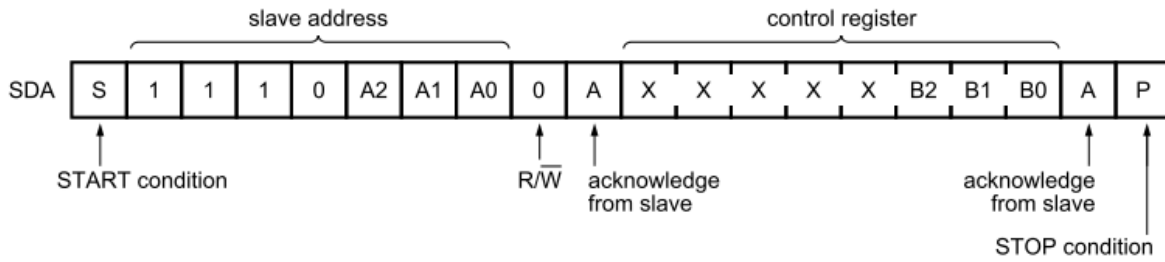 slave address control register
SDA S 1 1 1 0 A2 A1 A0 0 A X X X X X B2 B1 B0 A P
START condition R/W̅ acknowledge acknowledge
from slave from slave
STOP condition